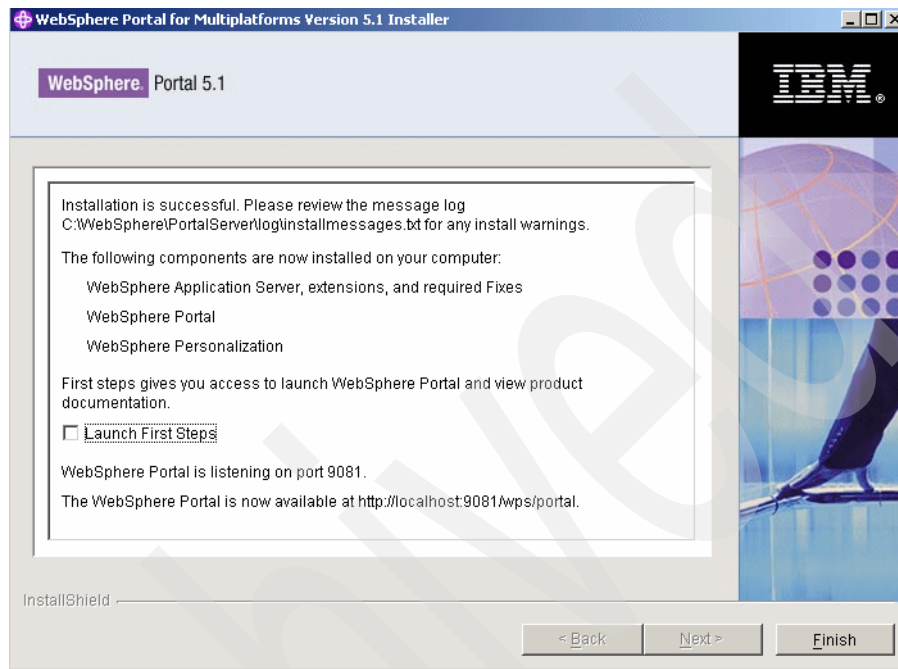 WebSphere Portal for Multiplatforms Version 5.1 Installer
WebSphere. Portal 5.1
IBM®
Installation is successful. Please review the message log
C:\WebSphere\PortalServer\log\installmessages.txt for any install warnings.
The following components are now installed on your computer:
WebSphere Application Server, extensions, and required Fixes
WebSphere Portal
WebSphere Personalization
First steps gives you access to launch WebSphere Portal and view product
documentation.
Launch First Steps
WebSphere Portal is listening on port 9081.
The WebSphere Portal is now available at http://localhost:9081/wps/portal.
InstallShield
< Back Next > Finish